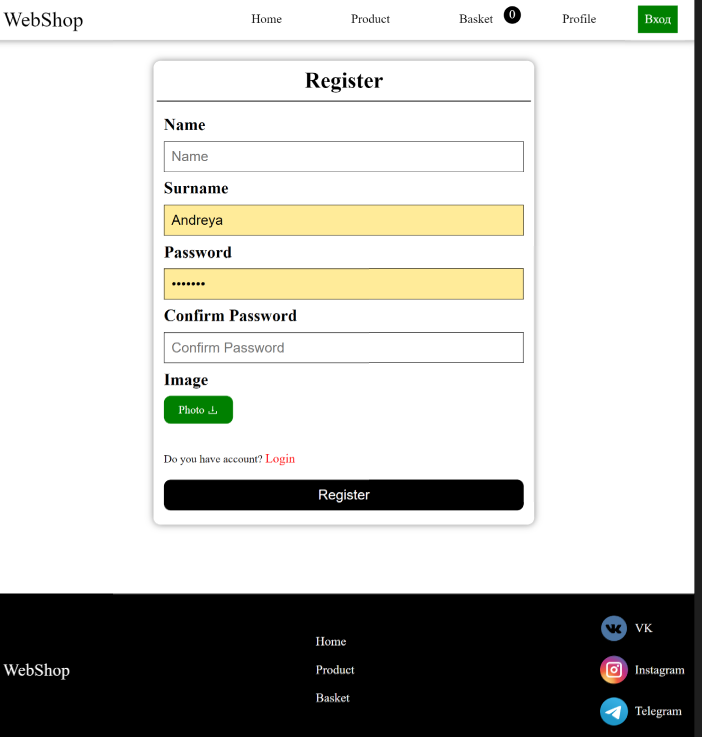 WebShop Home Product Basket 0 Profile Вход
Register
Name
Name
Surname
Andreya
Password
•••••••
Confirm Password
Confirm Password
Image
Photo
Do you have account? Login
Register
WebShop
Home
Product
Basket
VK
Instagram
Telegram